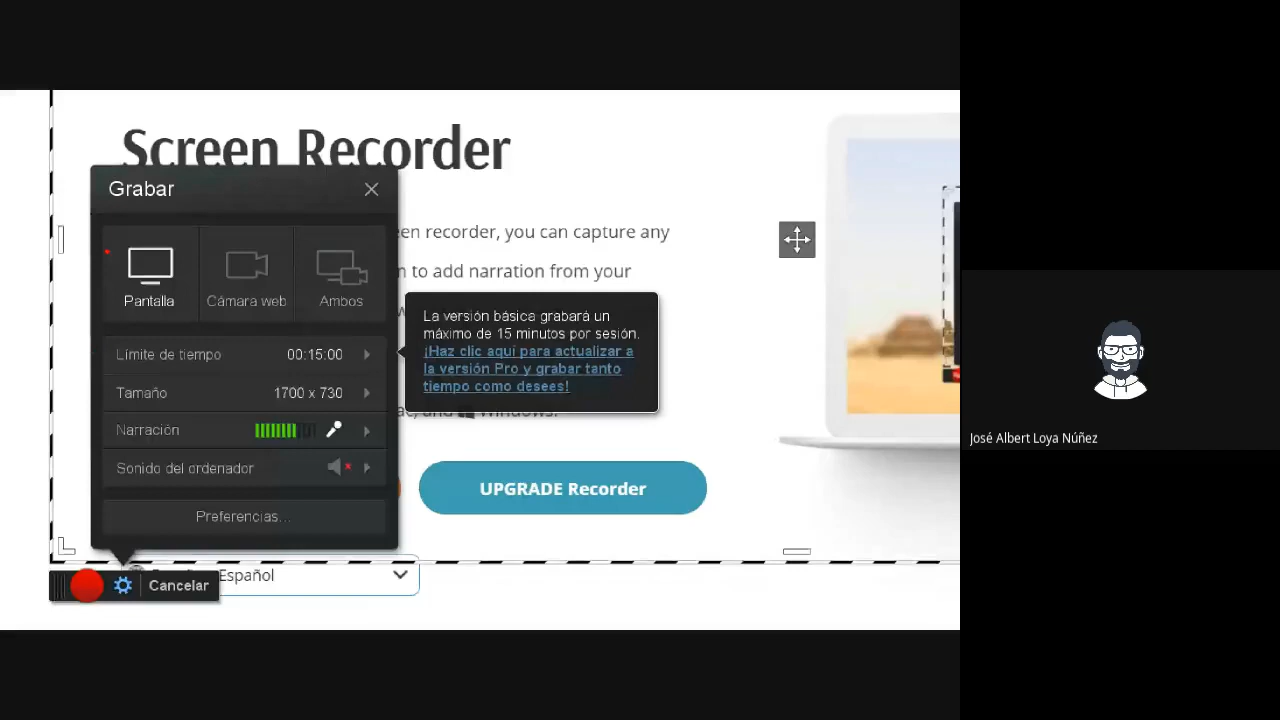 Screen Recorder
Grabar
en recorder, you can capture any
n to add narration from your
Pantalla
Cámara web
Ambos
La versión básica grabará un
máximo de 15 minutos por sesión.
¡Haz clic aquí para actualizar a
la versión Pro y grabar tanto
tiempo como desees!
Límite de tiempo 00:15:00
Tamaño 1700 x 730
Windows.
Narración
José Albert Loya Núñez
Sonido del ordenador
UPGRADE Recorder
Preferencias...
Español
Cancelar